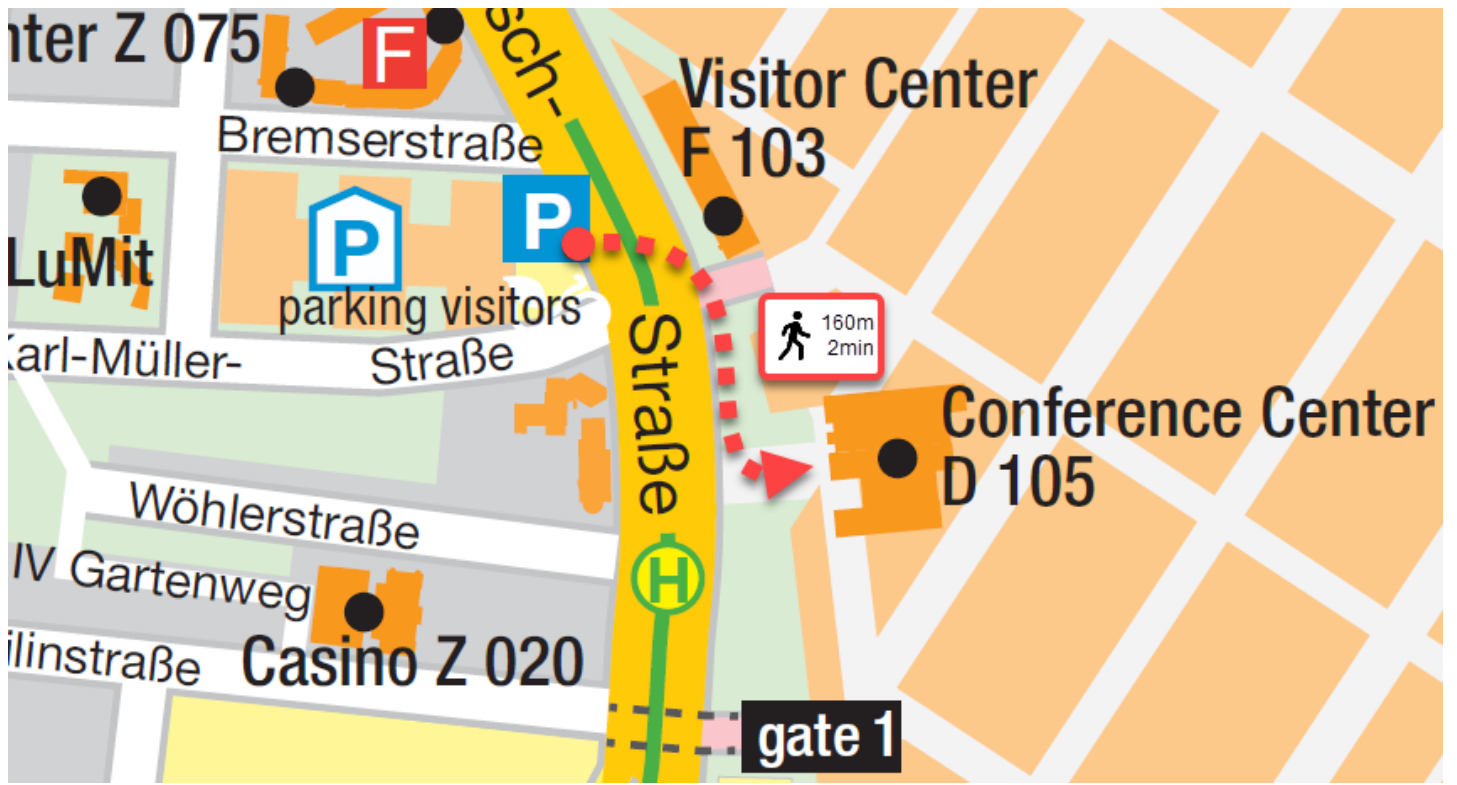 nter Z 075
F
sch-
Visitor Center
F 103
Bremserstraße
P
P
LuMit
parking visitors
160m
2min
Karl-Müller-
Straße
Straße
Conference Center
D 105
Wöhlerstraße
H
IV Gartenweg
ilinstraße
Casino Z 020
gate 1